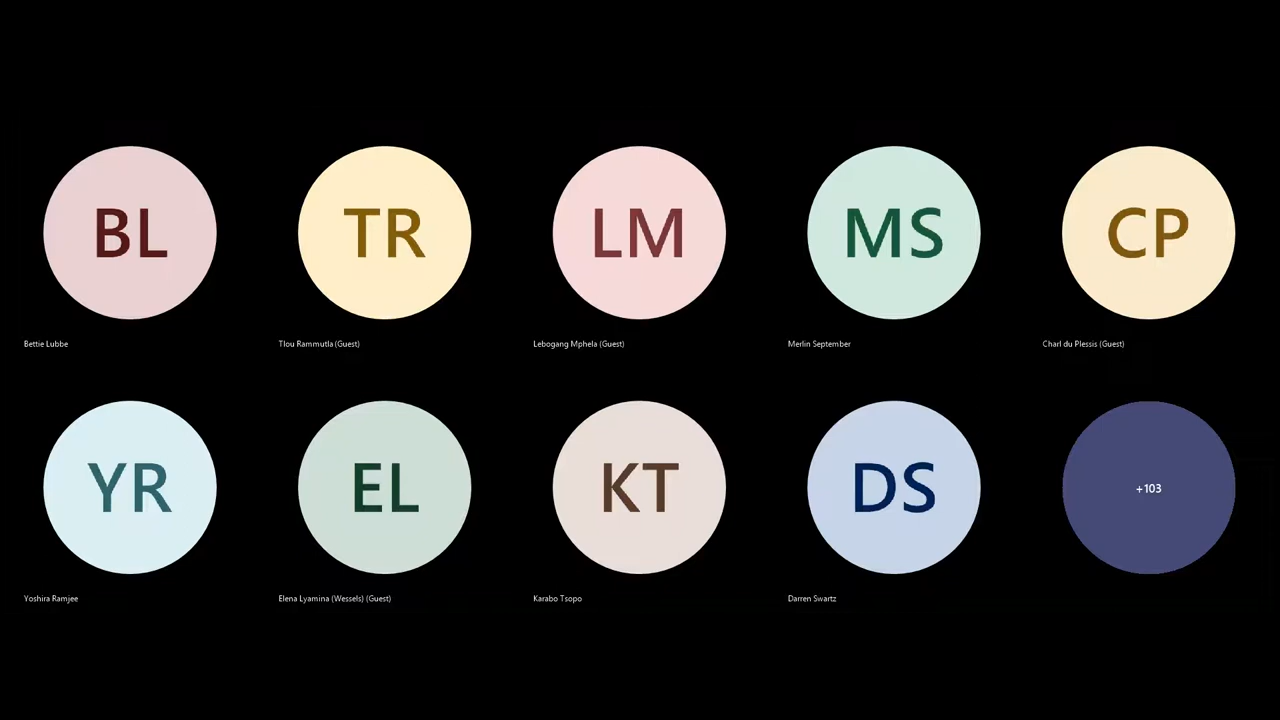 BL
TR
LM
MS
CP
Bettie Lubbe
Tlou Rammutla (Guest)
Lebogang Mphela (Guest)
Merlin September
Charl du Plessis (Guest)
YR
EL
KT
DS
+103
Yoshira Ramjee
Elena Lyamina (Wessels) (Guest)
Karabo Tsopo
Darren Swartz